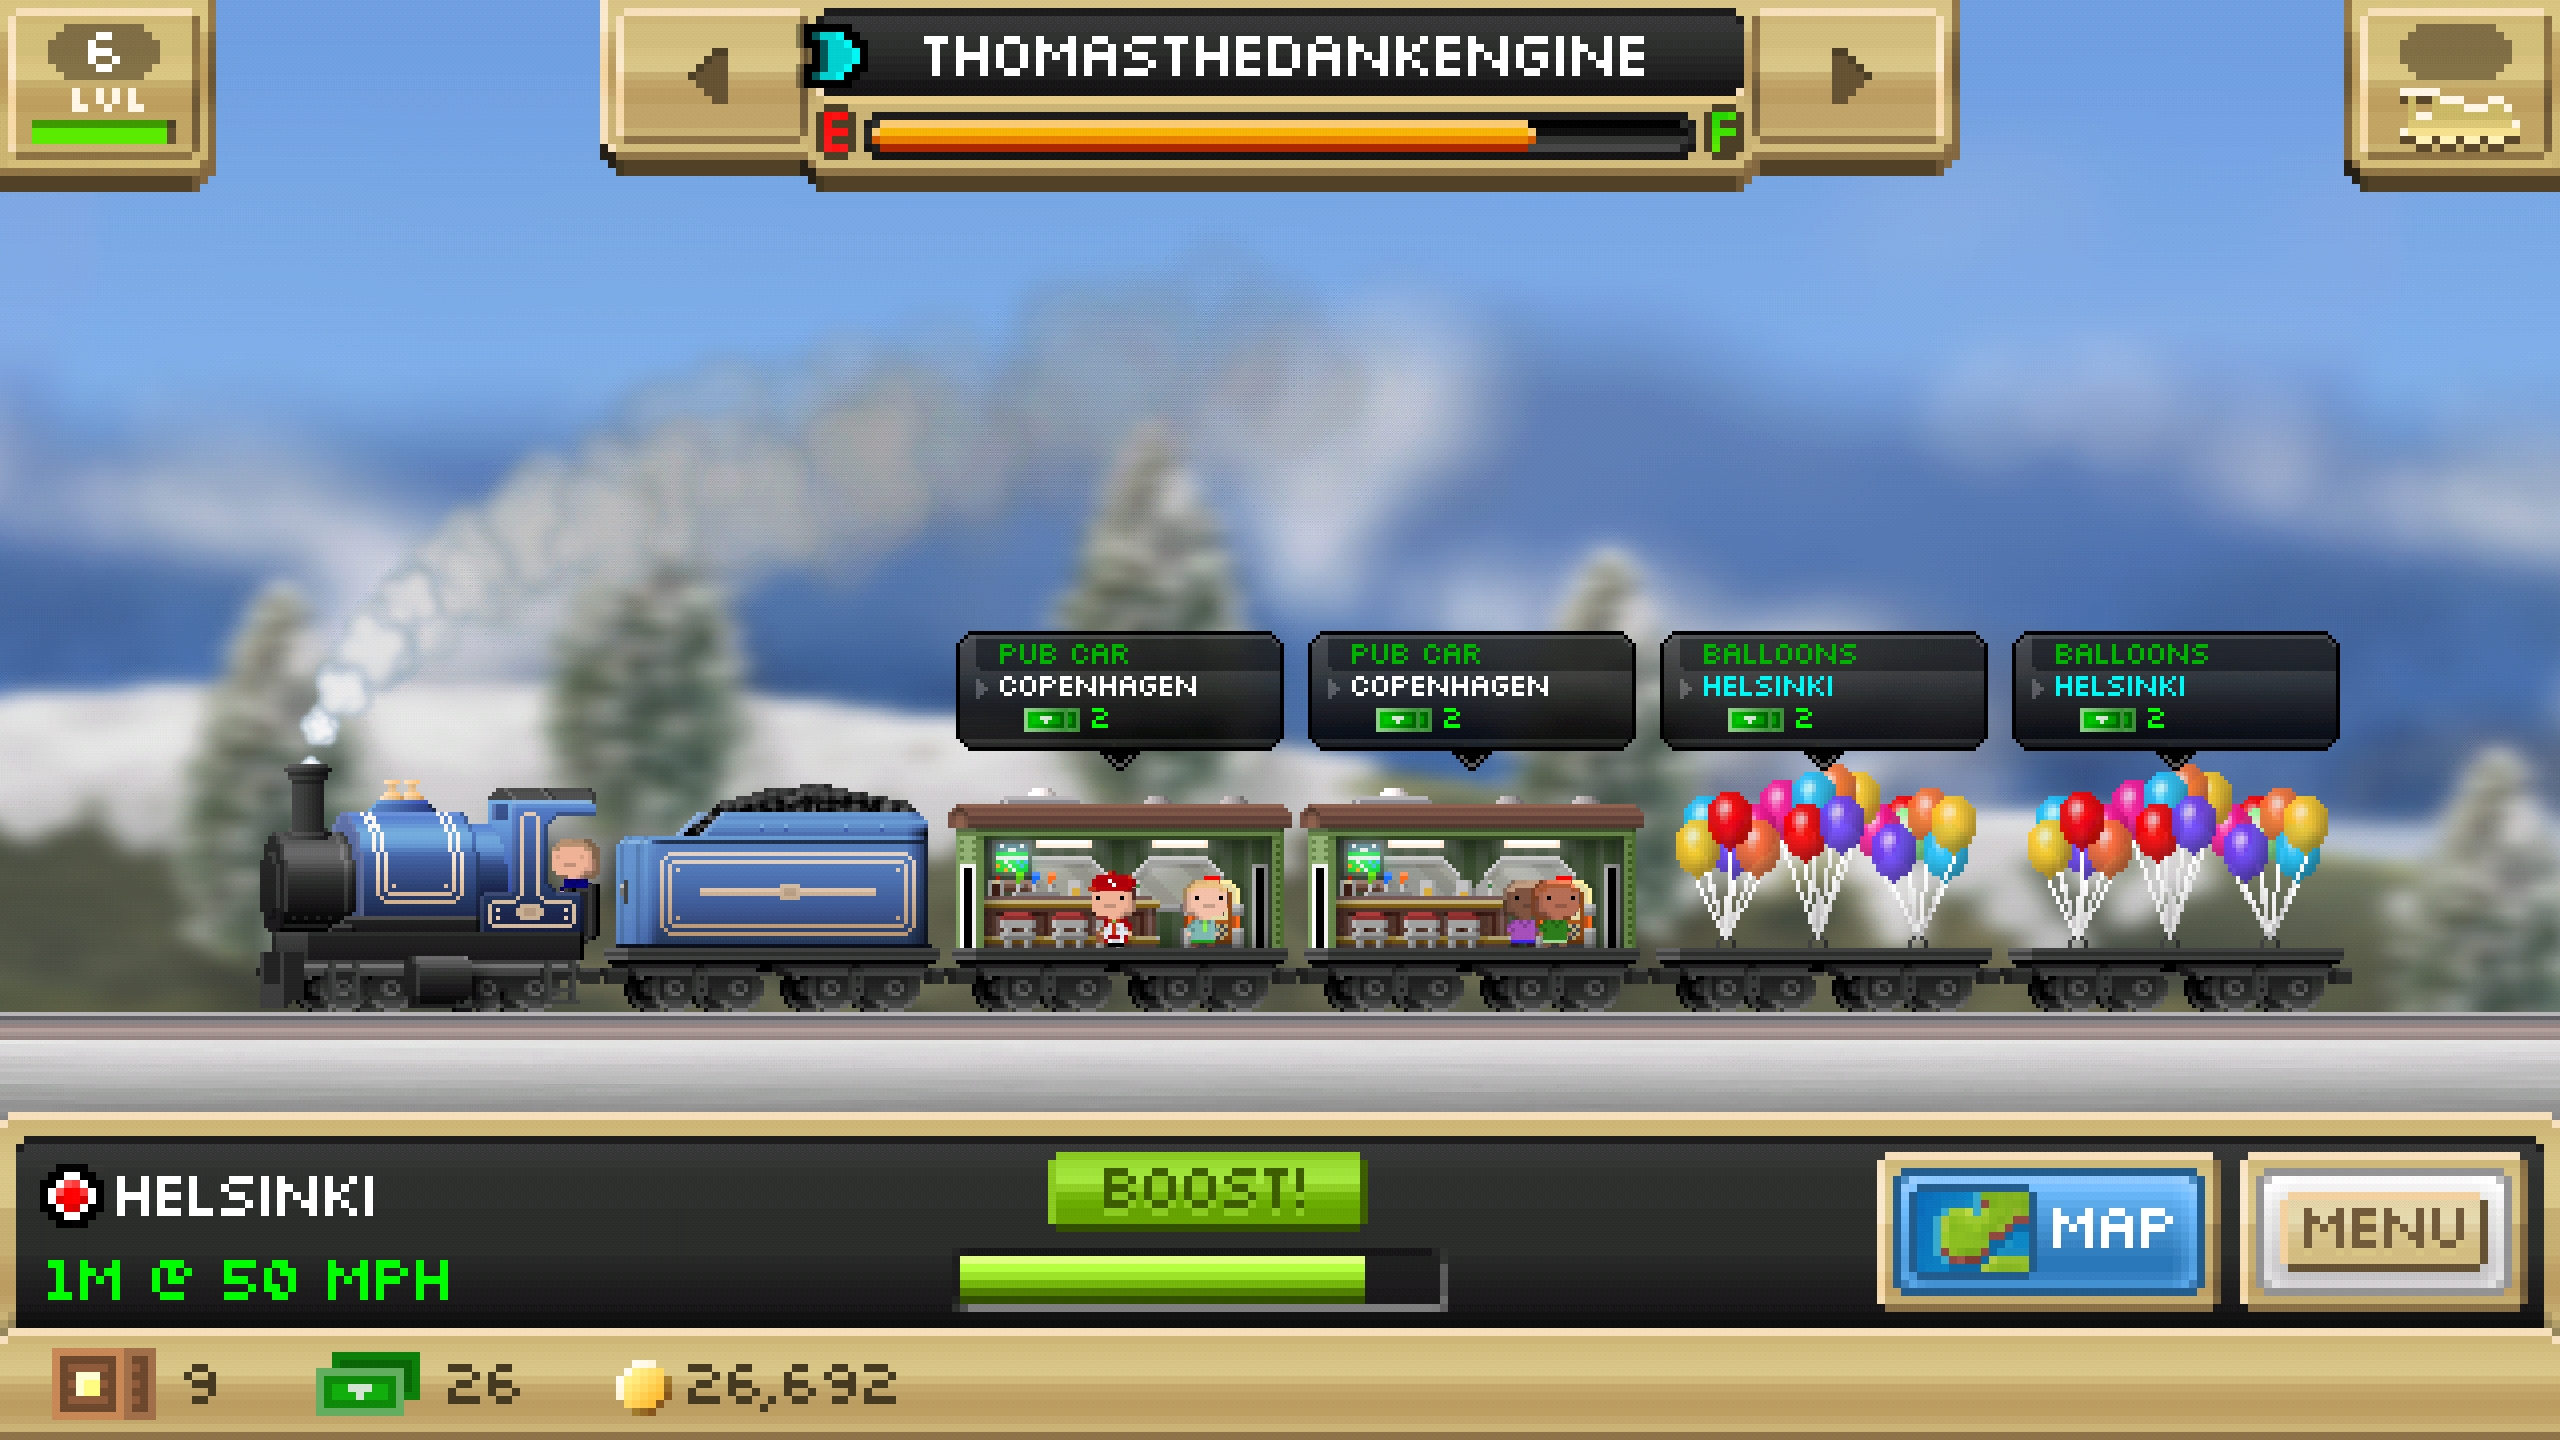 6
LVL
THOMASTHEDANKENGINE
E F
PUB CAR
COPENHAGEN
2
PUB CAR
COPENHAGEN
2
BALLOONS
HELSINKI
2
BALLOONS
HELSINKI
2
HELSINKI
1M @ 50 MPH
BOOST!
MAP
MENU
9
26
26,692